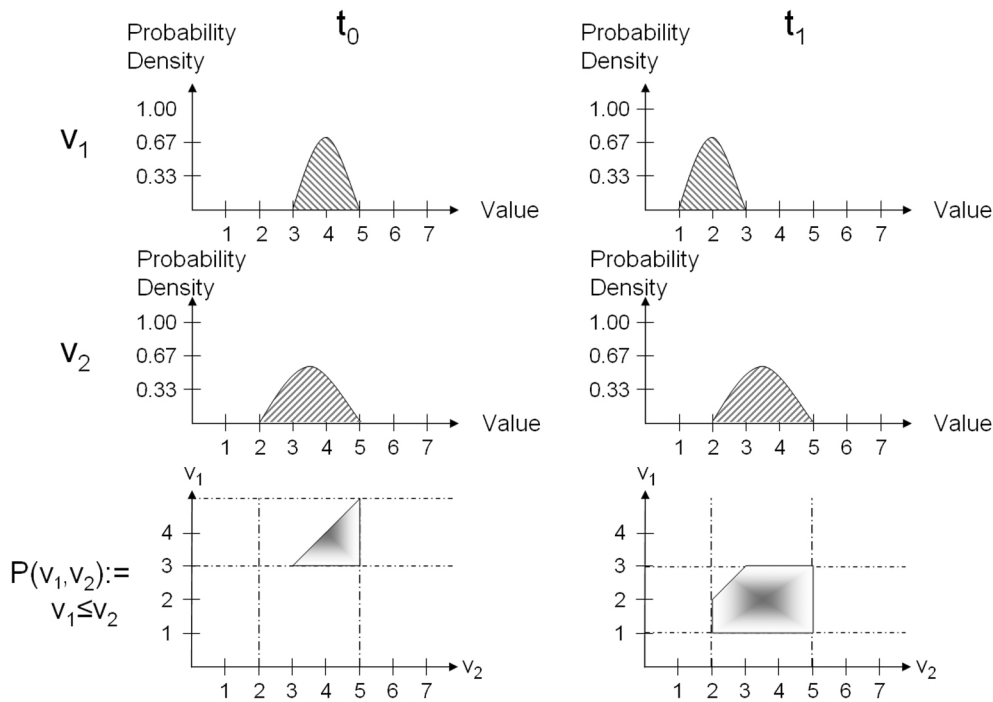 t0 t1
Probability Density Probability Density
v1
1.00 1.00
0.67 0.67
0.33 0.33
Value Value
1 2 3 4 5 6 7 1 2 3 4 5 6 7
Probability Density Probability Density
v2
1.00 1.00
0.67 0.67
0.33 0.33
Value Value
1 2 3 4 5 6 7 1 2 3 4 5 6 7
v1 v1
4 4
3 3
P(v1,v2):=
v1≤v2
2 2
1 1
v2 v2
1 2 3 4 5 6 7 1 2 3 4 5 6 7